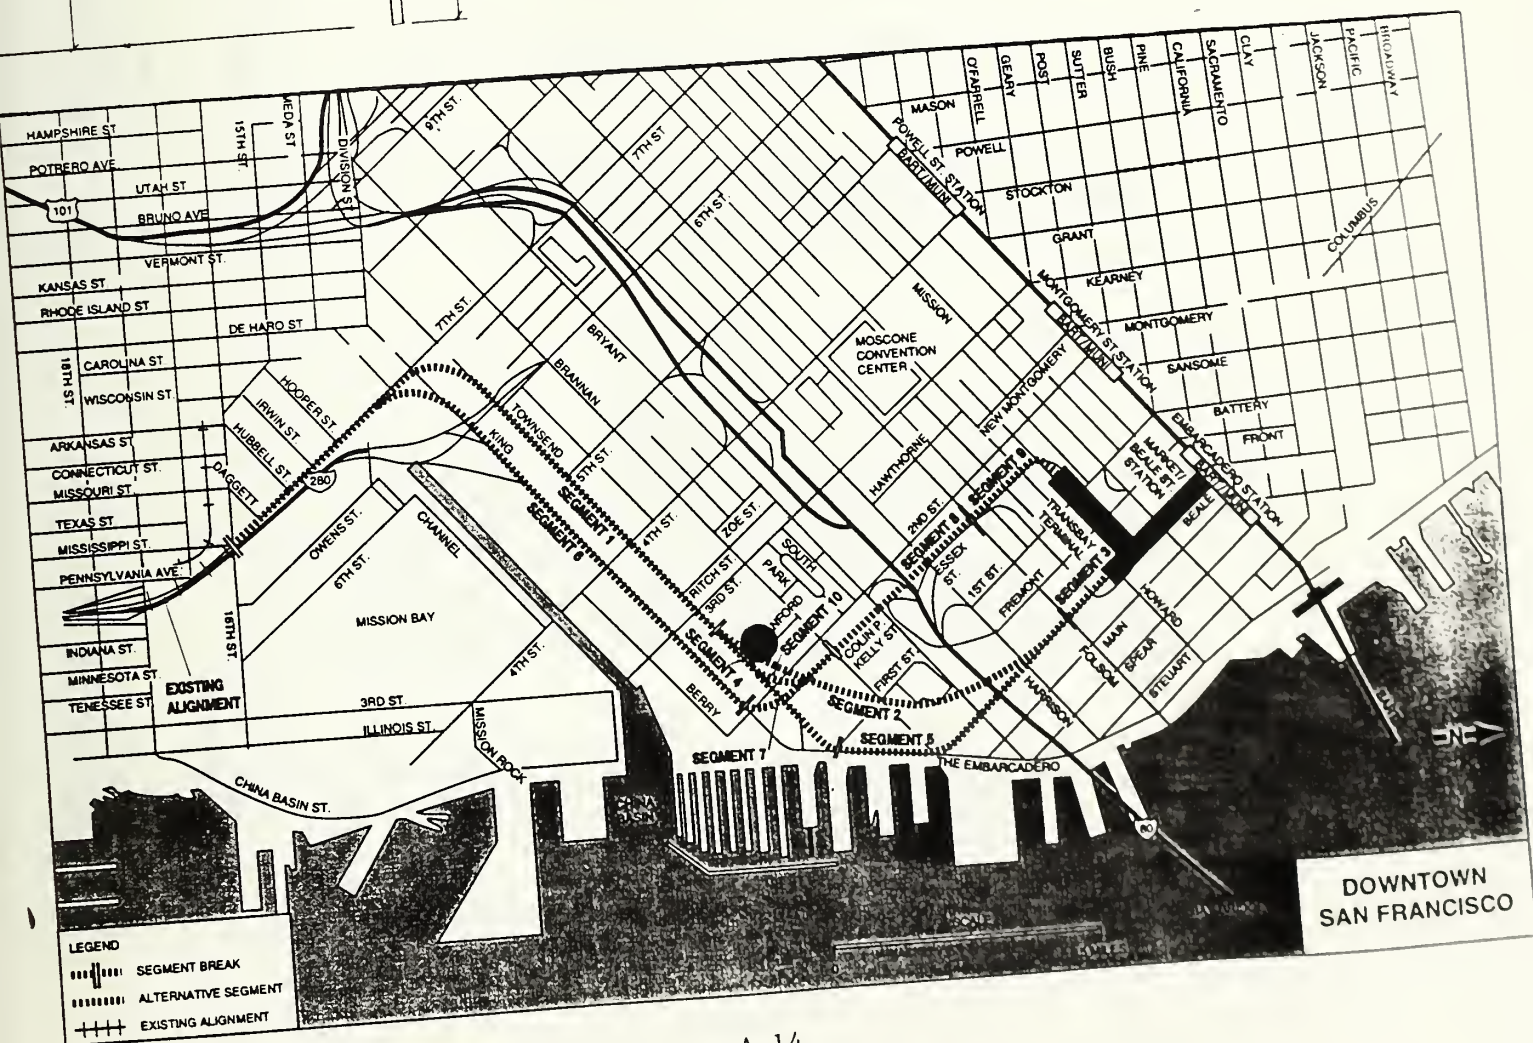 HAMPSHIRE ST
POTRERO AVE
UTAH ST
BRUNO AVE
VERMONT ST.
KANSAS ST
RHODE ISLAND ST
DE HARO ST
CAROLINA ST.
WISCONSIN ST.
ARKANSAS ST
CONNECTICUT ST.
MISSOURI ST.
TEXAS ST
MISSISSIPPI ST.
PENNSYLVANIA AVE.
INDIANA ST.
MINNESOTA ST.
TENESSEE ST
101
15TH ST.
MEDA ST
DIVISION ST
18TH ST.
16TH ST.
HOOPER ST.
IRWIN ST.
HUBBELL ST.
DAGGETT
280
EXISTING
ALIGNMENT
OWENS ST.
6TH ST.
CHANNEL
MISSION BAY
4TH ST.
3RD ST.
ILLINOIS ST.
MISSION ROCK
CHINA BASIN ST.
CHINA
BASIN
9TH ST.
7TH ST
6TH ST.
7TH ST.
BRYANT
BRANNAN
TOWNSEND
KING
5TH ST.
SEGMENT 1
SEGMENT 6
4TH ST.
ZOE ST.
RITCH ST
3RD ST.
SOUTH
PARK
SEGMENT 10
SEGMENT 4
BERRY
SEGMENT 7
COLIN P.
KELLY ST
FIRST ST.
SEGMENT 2
SEGMENT 5
THE EMBARCADERO
80
MOSCONE
CONVENTION
CENTER
MISSION
HAWTHORNE
NEW MONTGOMERY
2ND ST.
SEGMENT 8
SEGMENT 9
ESSEX
ST.
1ST ST.
FREMONT
TRANSBAY
TERMINAL
SEGMENT 3
MARKET/
BEALE ST.
STATION
BEALE
HOWARD
MAIN
SPEAR
FOLSOM
STEUART
HARRISON
BART
POWELL ST. STATION
BART/MUNI
MONTGOMERY ST STATION
BART/MUNI
EMBARCADERO STATION
BART/MUNI
MASON
POWELL
STOCKTON
GRANT
KEARNEY
MONTGOMERY
SANSOME
BATTERY
FRONT
O'FARRELL
GEARY
POST
SUTTER
BUSH
PINE
CALIFORNIA
SACRAMENTO
CLAY
JACKSON
PACIFIC
BROADWAY
COLUMBUS
N
DOWNTOWN
SAN FRANCISCO
LEGEND
SEGMENT BREAK
ALTERNATIVE SEGMENT
EXISTING ALIGNMENT
A-14